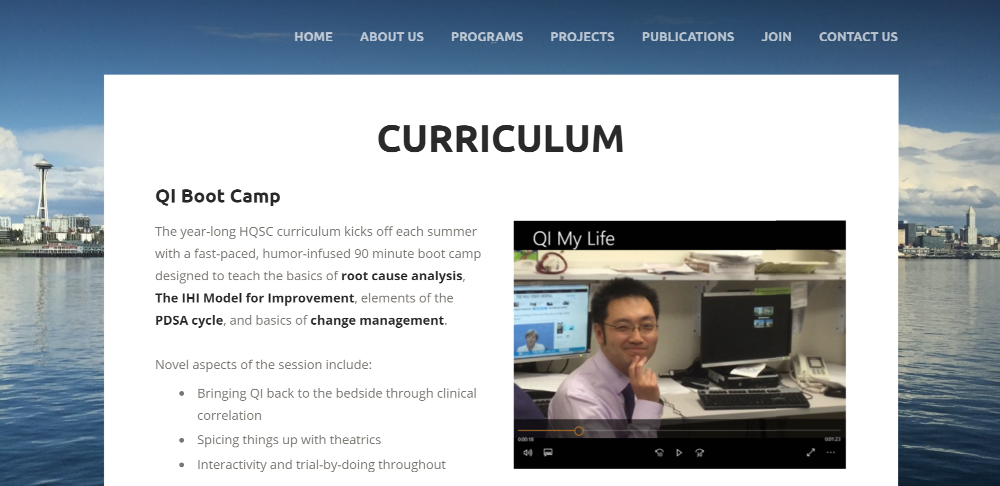 HOME ABOUT US PROGRAMS PROJECTS PUBLICATIONS JOIN CONTACT US
CURRICULUM
QI Boot Camp
The year-long HQSC curriculum kicks off each summer
with a fast-paced, humor-infused 90 minute boot camp
designed to teach the basics of root cause analysis,
The IHI Model for Improvement, elements of the
PDSA cycle, and basics of change management.
Novel aspects of the session include:
• Bringing QI back to the bedside through clinical
correlation
• Spicing things up with theatrics
• Interactivity and trial-by-doing throughout
QI My Life
THE WALL STREET JOURNAL
0:00:18
0:01:23
10
30